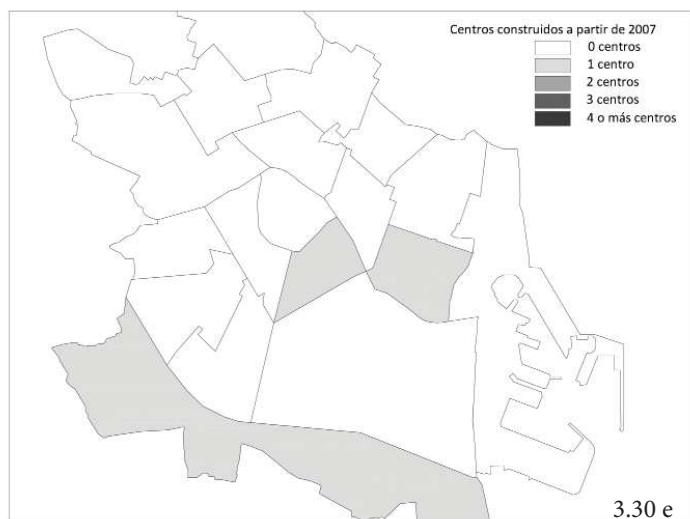 Centros construidos a partir de 2007
0 centros
1 centro
2 centros
3 centros
4 o más centros
3.30 e